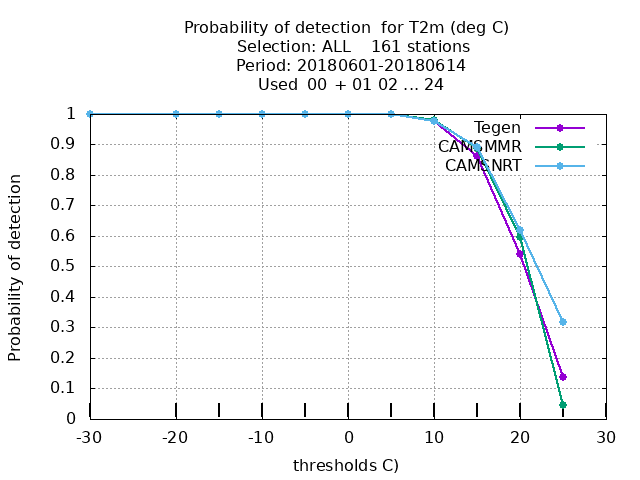 Probability of detection  for T2m (deg C)
Selection: ALL    161 stations
Period: 20180601-20180614
Used  00 + 01 02 ... 24
Probability of detection
1
0.9
0.8
0.7
0.6
0.5
0.4
0.3
0.2
0.1
0
Tegen
CAMSMMR
CAMSNRT
-30
-20
-10
0
10
20
30
thresholds C)